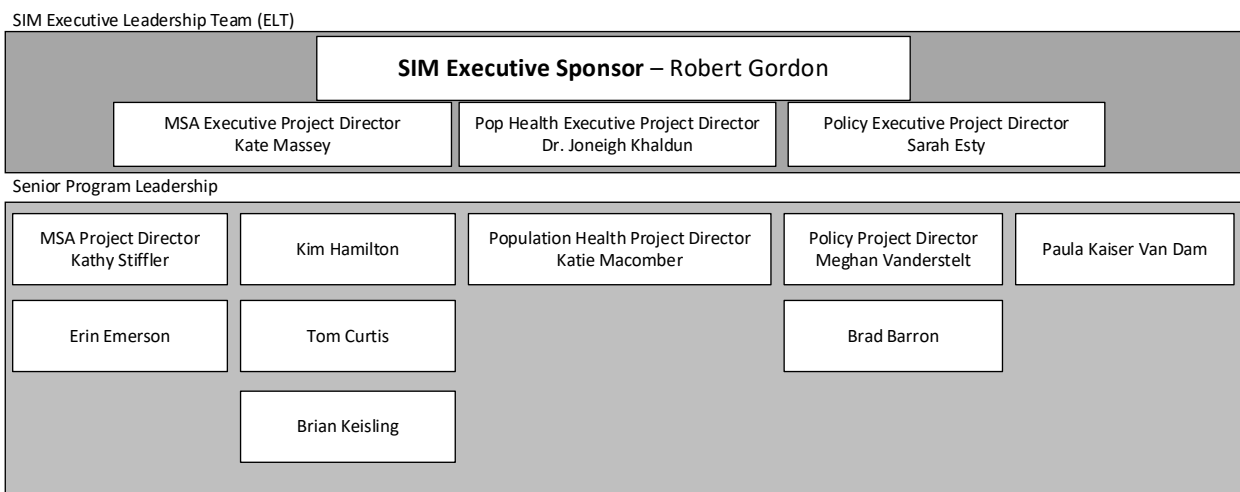 SIM Executive Leadership Team (ELT)
SIM Executive Sponsor – Robert Gordon
MSA Executive Project Director
Kate Massey
Pop Health Executive Project Director
Dr. Joneigh Khaldun
Policy Executive Project Director
Sarah Esty
Senior Program Leadership
MSA Project Director
Kathy Stiffler
Kim Hamilton
Population Health Project Director
Katie Macomber
Policy Project Director
Meghan Vanderstelt
Paula Kaiser Van Dam
Erin Emerson
Tom Curtis
Brad Barron
Brian Keisling